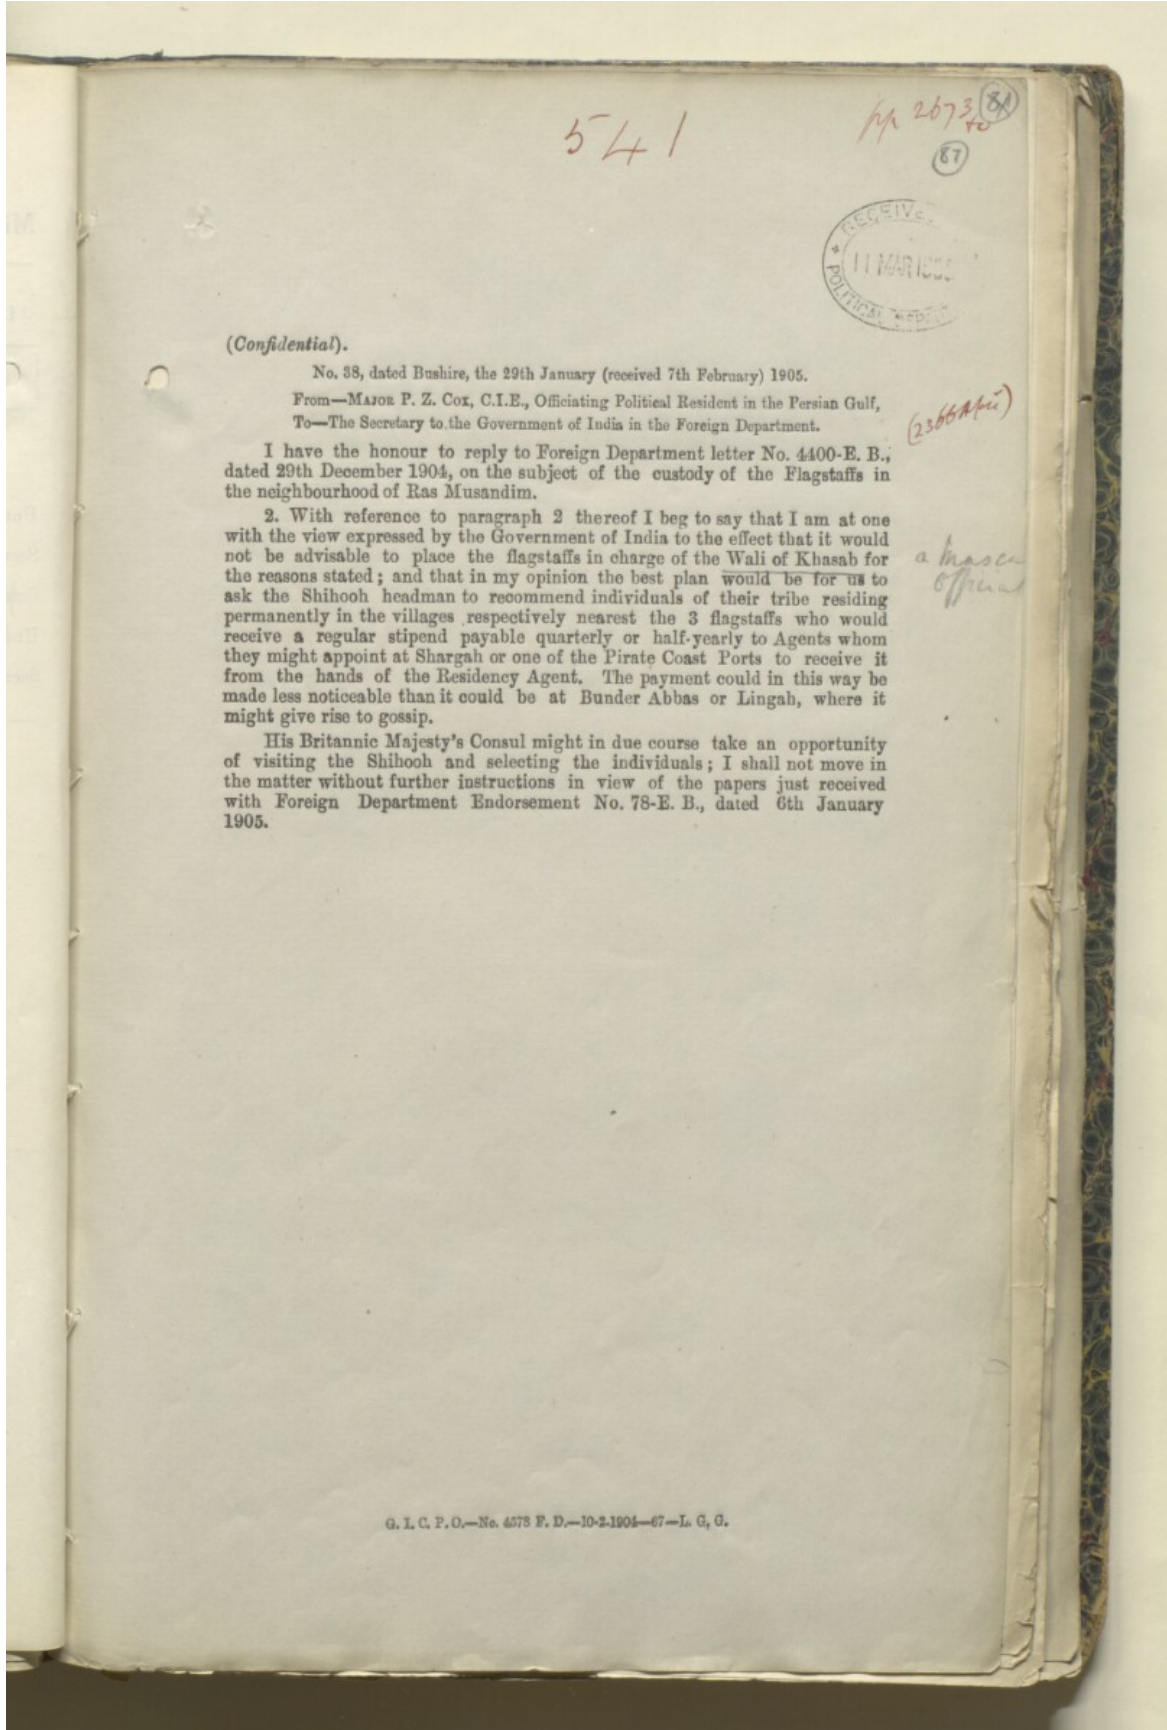 541
pp 2673
to
87
RECEIVED
11 MAR 190
POLITICAL DEPAR
(Confidential).
No. 38, dated Bushire, the 29th January (received 7th February) 1905.
From—MAJOR P. Z. COX, C.I.E., Officiating Political Resident in the Persian Gulf,
To—The Secretary to the Government of India in the Foreign Department.
I have the honour to reply to Foreign Department letter No. 4400-E. B.,
dated 29th December 1904, on the subject of the custody of the Flagstaffs in
the neighbourhood of Ras Musandim.
2. With reference to paragraph 2 thereof I beg to say that I am at one
with the view expressed by the Government of India to the effect that it would
not be advisable to place the flagstaffs in charge of the Wali of Khasab for
the reasons stated; and that in my opinion the best plan would be for us to
ask the Shihooh headman to recommend individuals of their tribe residing
permanently in the villages respectively nearest the 3 flagstaffs who would
receive a regular stipend payable quarterly or half-yearly to Agents whom
they might appoint at Shargah or one of the Pirate Coast Ports to receive it
from the hands of the Residency Agent. The payment could in this way be
made less noticeable than it could be at Bunder Abbas or Lingah, where it
might give rise to gossip.
His Britannic Majesty's Consul might in due course take an opportunity
of visiting the Shihooh and selecting the individuals; I shall not move in
the matter without further instructions in view of the papers just received
with Foreign Department Endorsement No. 78-E. B., dated 6th January
1905.
a Musca
official
G. I. C. P. O.—No. 4578 F. D.—10-2-1904—67—L. G. G.